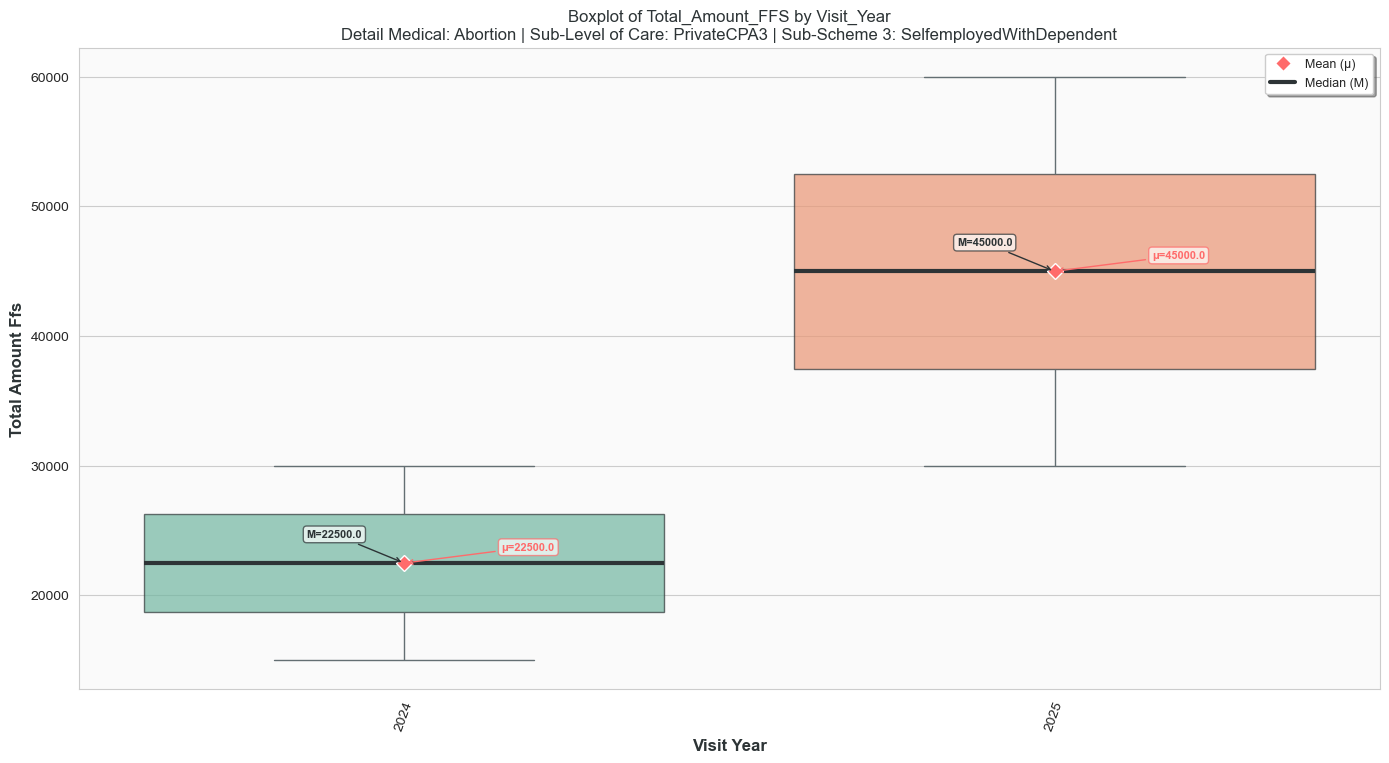 Boxplot of Total_Amount_FFS by Visit_Year
Detail Medical: Abortion | Sub-Level of Care: PrivateCPA3 | Sub-Scheme 3: SelfemployedWithDependent
Mean (μ)
Median (M)
Total Amount Ffs
60000
50000
40000
30000
20000
M=45000.0
μ=45000.0
M=22500.0
μ=22500.0
2024
2025
Visit Year